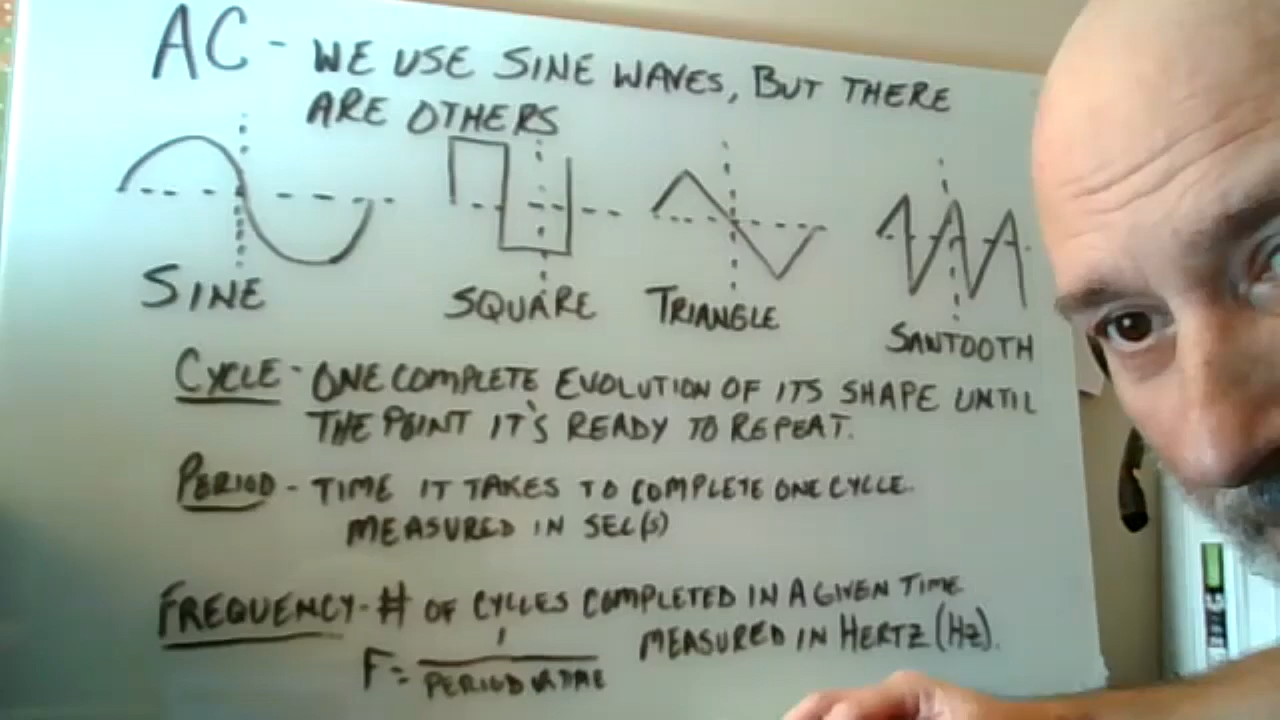 AC - WE USE SINE WAVES, BUT THERE
ARE OTHERS
SINE
SQUARE
TRIANGLE
SAWTOOTH
CYCLE - ONE COMPLETE EVOLUTION OF ITS SHAPE UNTIL
THE POINT IT'S READY TO REPEAT.
PERIOD - TIME IT TAKES TO COMPLETE ONE CYCLE.
MEASURED IN SEC(S)
FREQUENCY - # OF CYCLES COMPLETED IN A GIVEN TIME
MEASURED IN HERTZ (HZ).
1
F =
PERIOD OR TIME